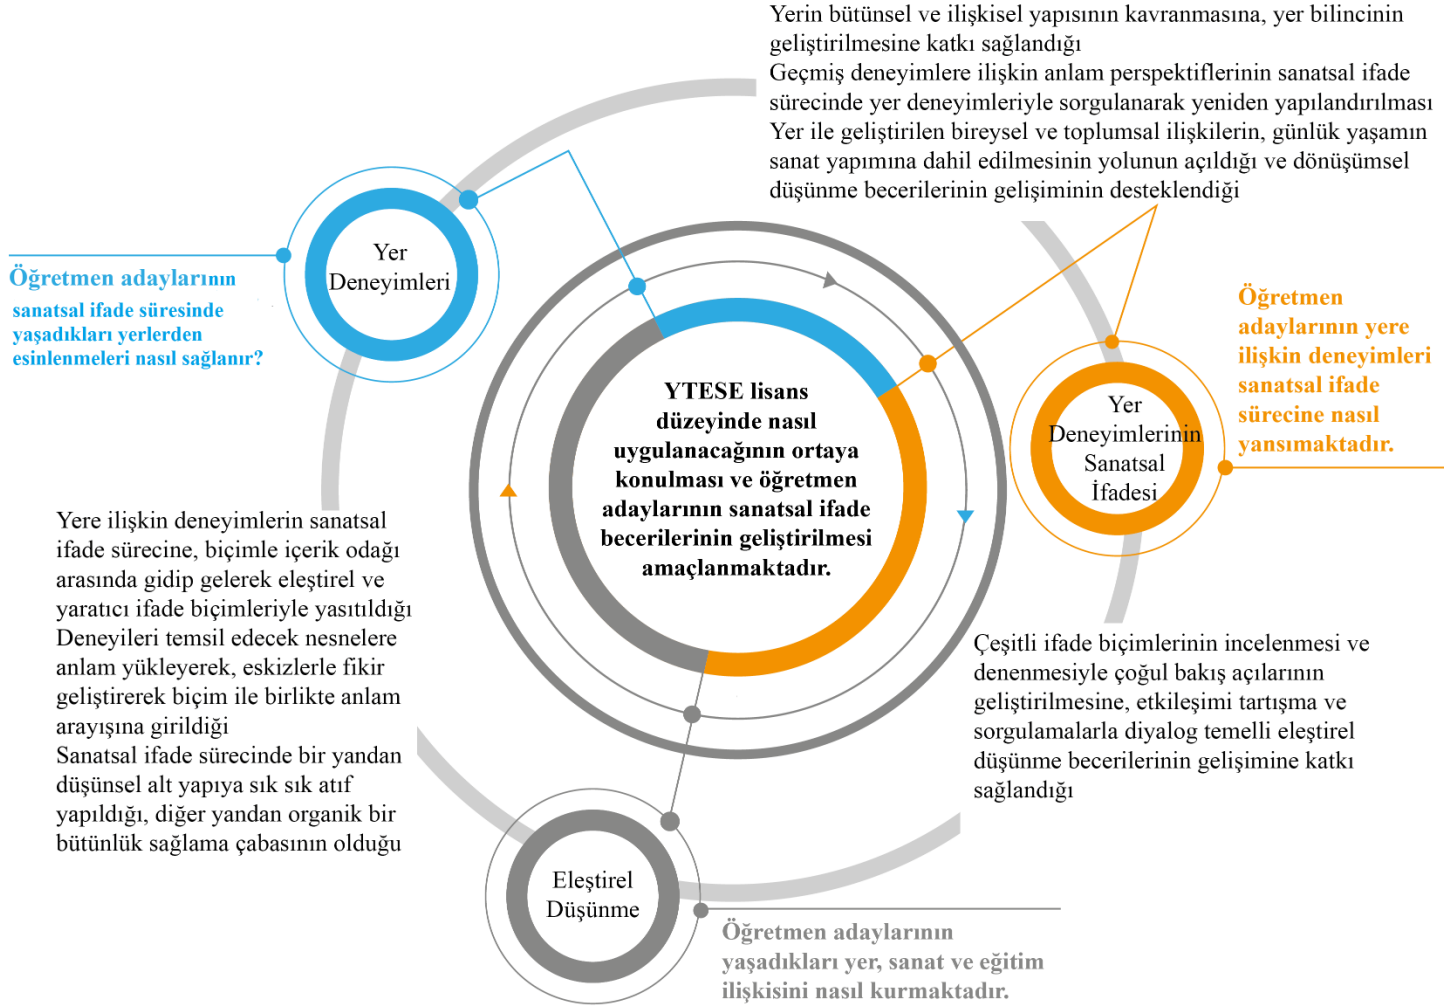 Yerin bütünsel ve ilişkisel yapısının kavranmasına, yer bilincinin
geliştirilmesine katkı sağlandığı
Geçmiş deneyimlere ilişkin anlam perspektiflerinin sanatsal ifade
sürecinde yer deneyimleriyle sorgulanarak yeniden yapılandırılması
Yer ile geliştirilen bireysel ve toplumsal ilişkilerin, günlük yaşamın
sanat yapımına dahil edilmesinin yolunun açıldığı ve dönüşümsel
düşünme becerilerinin gelişiminin desteklendiği
Yer
Deneyimleri
Öğretmen adaylarının
sanatsal ifade süresinde
yaşadıkları yerlerden
esinlenmeleri nasıl sağlanır?
YTESE lisans
düzeyinde nasıl
uygulanacağının ortaya
konulması ve öğretmen
adaylarının sanatsal ifade
becerilerinin geliştirilmesi
amaçlanmaktadır.
Öğretmen
adaylarının yere
ilişkin deneyimleri
sanatsal ifade
sürecine nasıl
yansımaktadır.
Yer
Deneyimlerinin
Sanatsal
İfadesi
Yere ilişkin deneyimlerin sanatsal
ifade sürecine, biçimle içerik odağı
arasında gidip gelerek eleştirel ve
yaratıcı ifade biçimleriyle yasıtıldığı
Deneyileri temsil edecek nesnelere
anlam yükleyerek, eskizlerle fikir
geliştirerek biçim ile birlikte anlam
arayışına girildiği
Sanatsal ifade sürecinde bir yandan
düşünsel alt yapıya sık sık atıf
yapıldığı, diğer yandan organik bir
bütünlük sağlama çabasının olduğu
Çeşitli ifade biçimlerinin incelenmesi ve
denenmesiyle çoğul bakış açılarının
geliştirilmesine, etkileşimi tartışma ve
sorgulamalarla diyalog temelli eleştirel
düşünme becerilerinin gelişimine katkı
sağlandığı
Eleştirel
Düşünme
Öğretmen adaylarının
yaşadıkları yer, sanat ve eğitim
ilişkisini nasıl kurmaktadır.